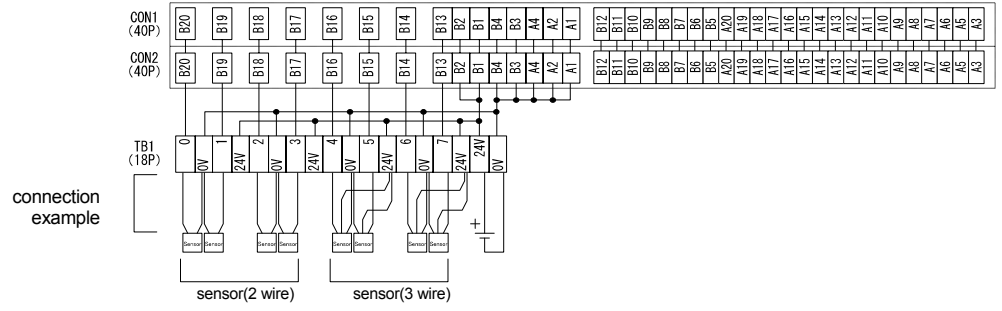 CON1 B20 B19 B18 B17 B16 B15 B14 B13 B2 B1 B4 B3 A4 A2 A1 B12 B11 B10 B9 B8 B7 B6 B5 A20 A19 A18 A17 A16 A15 A14 A13 A12 A11 A10 A9 A8 A7 A6 A5 A3
(40P)
CON2 B20 B19 B18 B17 B16 B15 B14 B13 B2 B1 B4 B3 A4 A2 A1 B12 B11 B10 B9 B8 B7 B6 B5 A20 A19 A18 A17 A16 A15 A14 A13 A12 A11 A10 A9 A8 A7 A6 A5 A3
(40P)
TB1 0 0V 1 24V 2 0V 3 24V 4 0V 5 24V 6 0V 7 24V 24V 0V
(18P)
connection
example
+
Sensor Sensor Sensor Sensor Sensor Sensor Sensor Sensor
sensor(2 wire) sensor(3 wire)